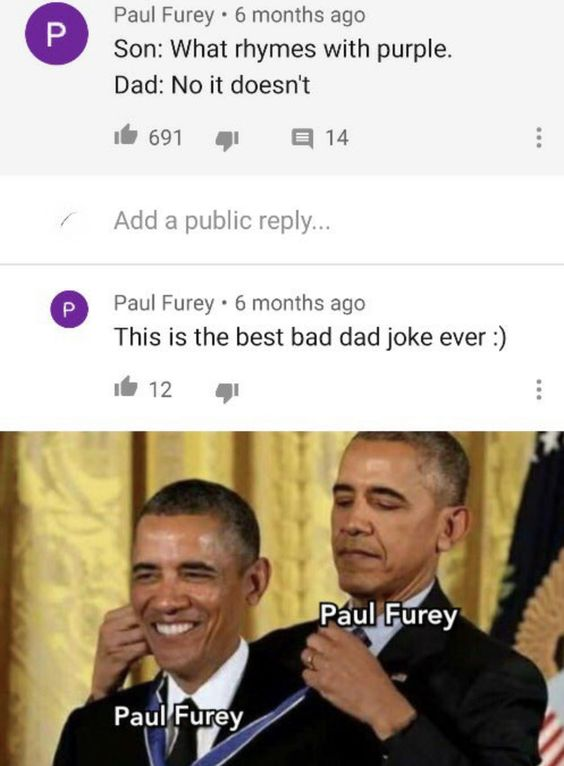 P
Paul Furey • 6 months ago
Son: What rhymes with purple.
Dad: No it doesn't
691
14
Add a public reply...
P
Paul Furey • 6 months ago
This is the best bad dad joke ever :)
12
Paul Furey
Paul Furey